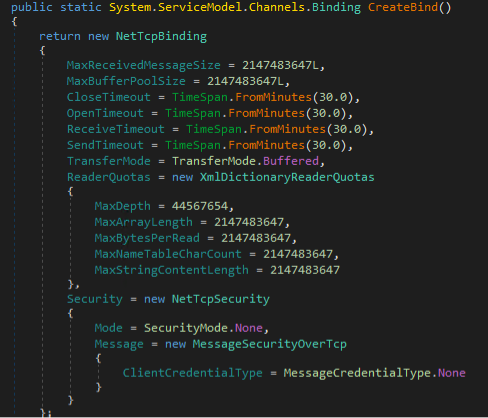 public static System.ServiceModel.Channels.Binding CreateBind()
{
return new NetTcpBinding
{
MaxReceivedMessageSize = 2147483647L,
MaxBufferPoolSize = 2147483647L,
CloseTimeout = TimeSpan.FromMinutes(30.0),
OpenTimeout = TimeSpan.FromMinutes(30.0),
ReceiveTimeout = TimeSpan.FromMinutes(30.0),
SendTimeout = TimeSpan.FromMinutes(30.0),
TransferMode = TransferMode.Buffered,
ReaderQuotas = new XmlDictionaryReaderQuotas
{
MaxDepth = 44567654,
MaxArrayLength = 2147483647,
MaxBytesPerRead = 2147483647,
MaxNameTableCharCount = 2147483647,
MaxStringContentLength = 2147483647
},
Security = new NetTcpSecurity
{
Mode = SecurityMode.None,
Message = new MessageSecurityOverTcp
{
ClientCredentialType = MessageCredentialType.None
}
}
};